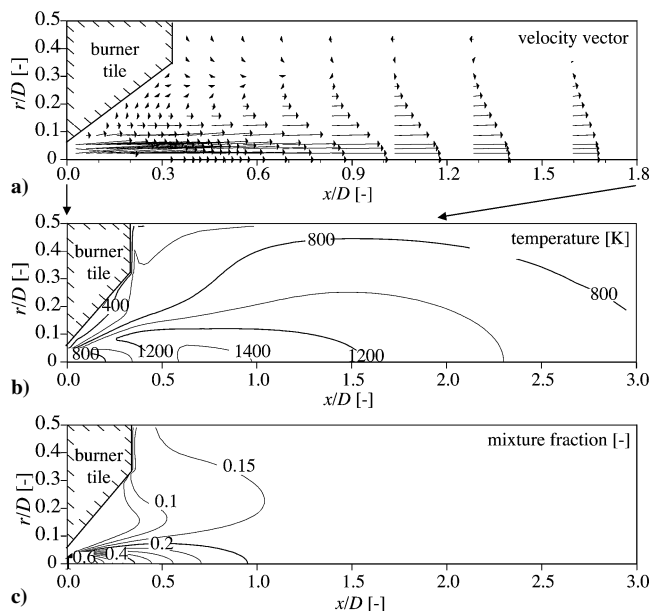 0.5
0.4
0.3
0.2
0.1
0
r/D [-]
burner
tile
velocity vector
0.0 0.3 0.6 0.9 1.2 1.5 1.8
x/D [-]
a)
0.5
0.4
0.3
0.2
0.1
0
r/D [-]
burner
tile
temperature [K]
800
800
400
800
1200
1400
1200
0.0 0.5 1.0 1.5 2.0 2.5 3.0
x/D [-]
b)
0.5
0.4
0.3
0.2
0.1
0
r/D [-]
burner
tile
mixture fraction [-]
0.15
0.1
0.2
0.4
0.6
0.0 0.5 1.0 1.5 2.0 2.5 3.0
x/D [-]
c)